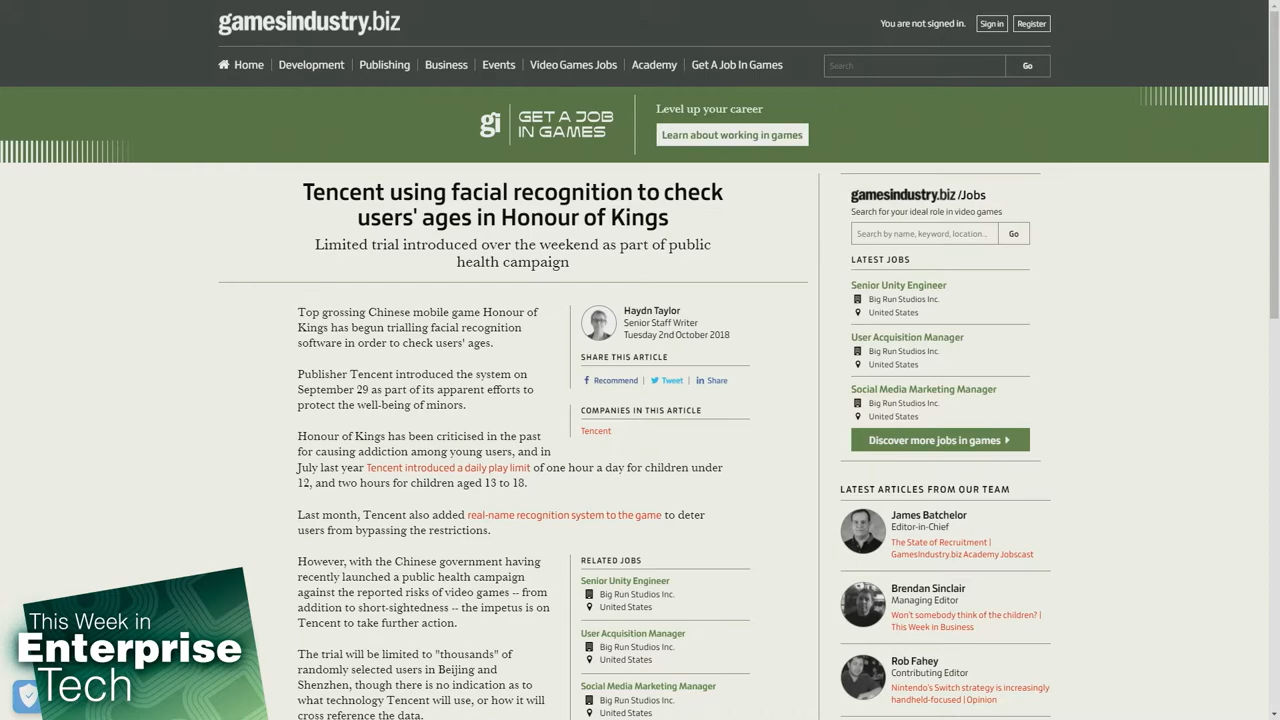 gamesindustry.biz
You are not signed in. Sign in Register
Home Development Publishing Business Events Video Games Jobs Academy Get A Job In Games
Search Go
gi GET A JOB
IN GAMES
Level up your career
Learn about working in games
Tencent using facial recognition to check
users' ages in Honour of Kings
Limited trial introduced over the weekend as part of public
health campaign
Top grossing Chinese mobile game Honour of
Kings has begun trialling facial recognition
software in order to check users' ages.
Publisher Tencent introduced the system on
September 29 as part of its apparent efforts to
protect the well-being of minors.
Honour of Kings has been criticised in the past
for causing addiction among young users, and in
July last year Tencent introduced a daily play limit of one hour a day for children under
12, and two hours for children aged 13 to 18.
Last month, Tencent also added real-name recognition system to the game to deter
users from bypassing the restrictions.
However, with the Chinese government having
recently launched a public health campaign
against the reported risks of video games -- from
addition to short-sightedness -- the impetus is on
Tencent to take further action.
The trial will be limited to "thousands" of
randomly selected users in Beijing and
Shenzhen, though there is no indication as to
what technology Tencent will use, or how it will
cross reference the data.
Haydn Taylor
Senior Staff Writer
Tuesday 2nd October 2018
SHARE THIS ARTICLE
Recommend Tweet Share
COMPANIES IN THIS ARTICLE
Tencent
RELATED JOBS
Senior Unity Engineer
Big Run Studios Inc.
United States
User Acquisition Manager
Big Run Studios Inc.
United States
Social Media Marketing Manager
Big Run Studios Inc.
United States
gamesindustry.biz /Jobs
Search for your ideal role in video games
Search by name, keyword, location... Go
LATEST JOBS
Senior Unity Engineer
Big Run Studios Inc.
United States
User Acquisition Manager
Big Run Studios Inc.
United States
Social Media Marketing Manager
Big Run Studios Inc.
United States
Discover more jobs in games
LATEST ARTICLES FROM OUR TEAM
James Batchelor
Editor-in-Chief
The State of Recruitment |
GamesIndustry.biz Academy Jobscast
Brendan Sinclair
Managing Editor
Won't somebody think of the children? |
This Week in Business
Rob Fahey
Contributing Editor
Nintendo's Switch strategy is increasingly
handheld-focused | Opinion
This Week in
Enterprise
Tech